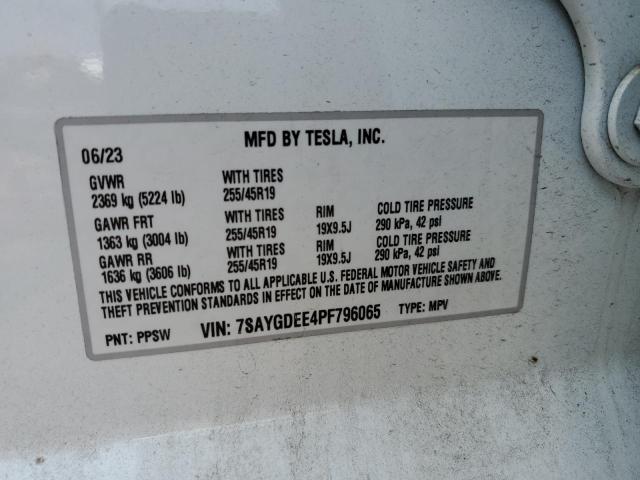 MFD BY TESLA, INC.
06/23
GVWR WITH TIRES
2369 kg (5224 lb) 255/45R19
GAWR FRT WITH TIRES RIM COLD TIRE PRESSURE
1363 kg (3004 lb) 255/45R19 19X9.5J 290 kPa, 42 psi
GAWR RR WITH TIRES RIM COLD TIRE PRESSURE
1636 kg (3606 lb) 255/45R19 19X9.5J 290 kPa, 42 psi
THIS VEHICLE CONFORMS TO ALL APPLICABLE U.S. FEDERAL MOTOR VEHICLE SAFETY AND
THEFT PREVENTION STANDARDS IN EFFECT ON THE DATE OF MANUFACTURE SHOWN ABOVE.
PNT: PPSW VIN: 7SAYGDEE4PF796065 TYPE: MPV